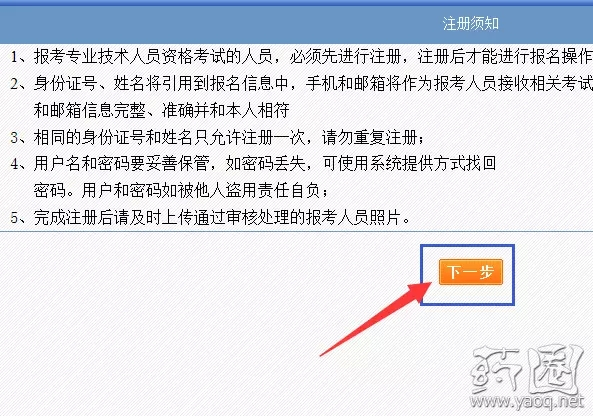 注册须知
1、报考专业技术人员资格考试的人员，必须先进行注册，注册后才能进行报名操作
2、身份证号、姓名将引用到报名信息中，手机和邮箱将作为报考人员接收相关考试
和邮箱信息完整、准确并和本人相符
3、相同的身份证号和姓名只允许注册一次，请勿重复注册；
4、用户名和密码要妥善保管，如密码丢失，可使用系统提供方式找回
密码。用户和密码如被他人盗用责任自负；
5、完成注册后请及时上传通过审核处理的报考人员照片。
下一步
药圈
www.yaoq.net